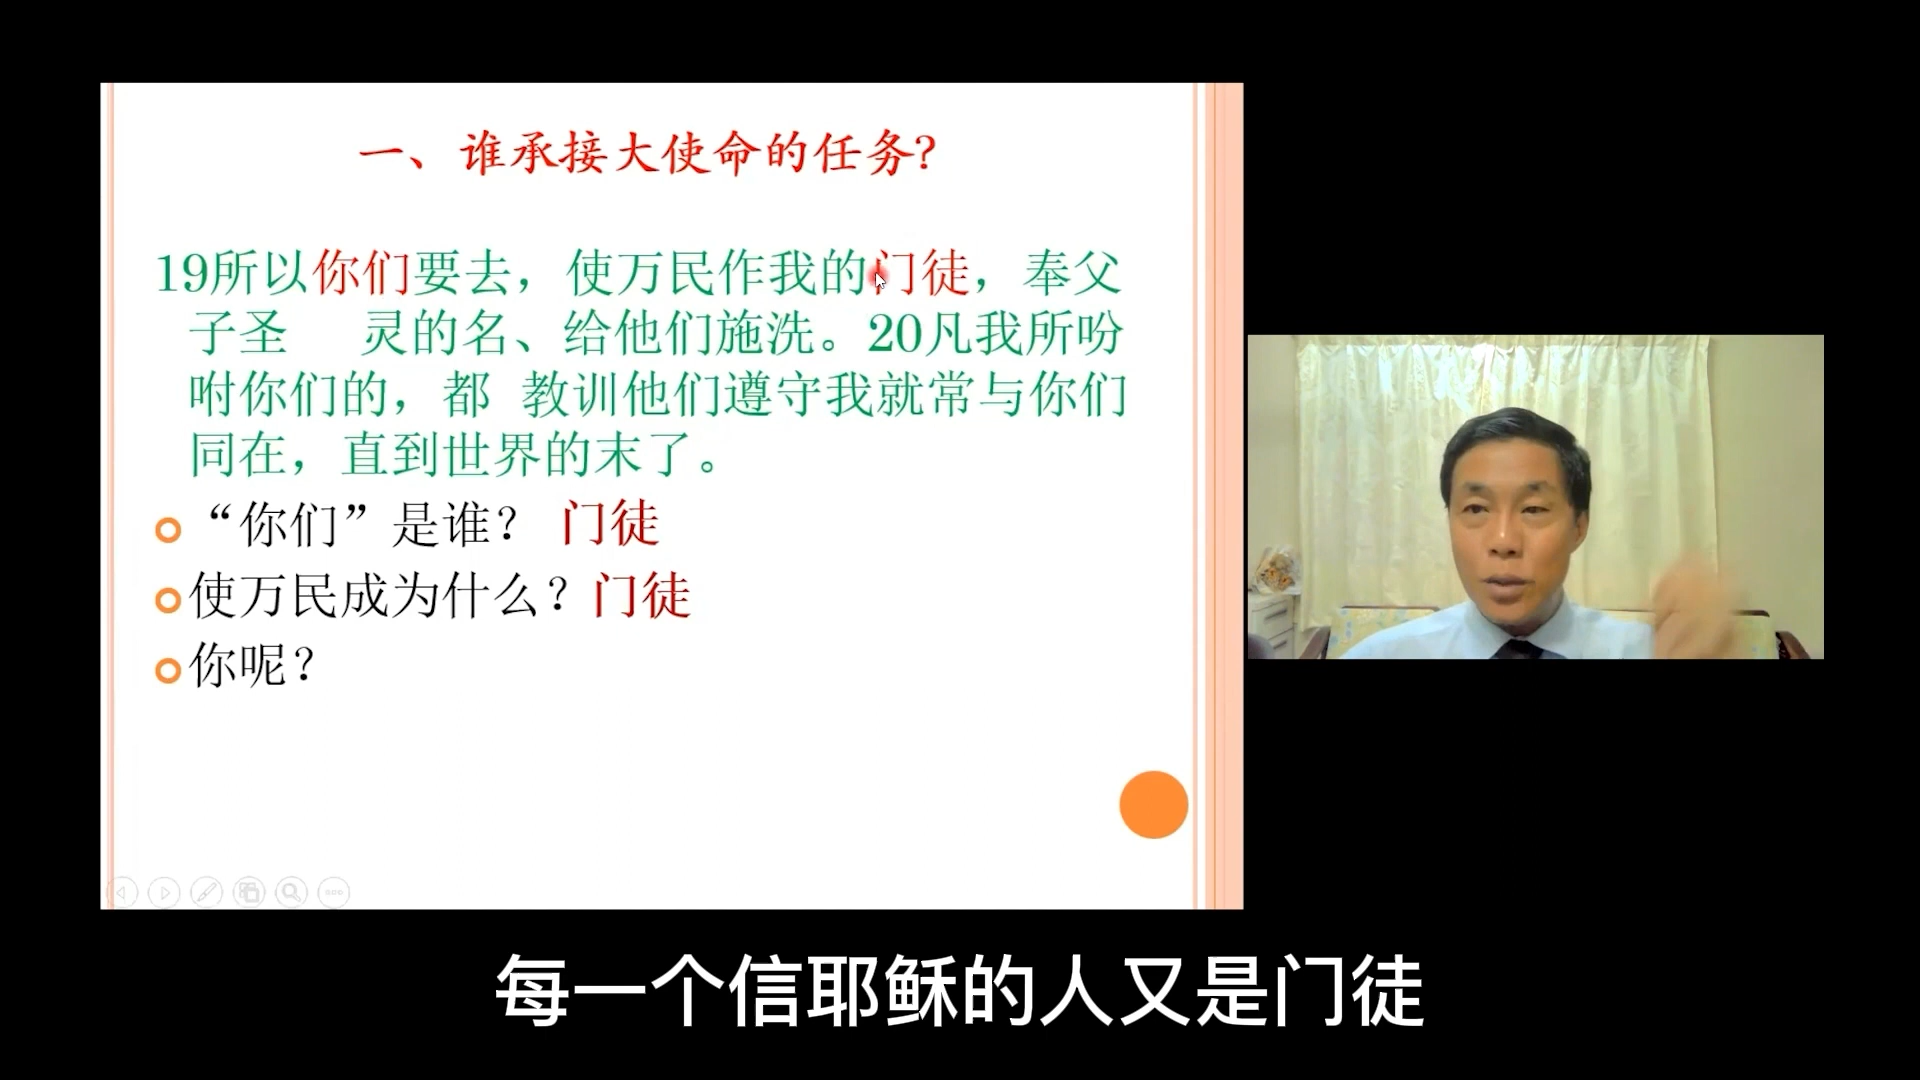 一、谁承接大使命的任务？
19所以你们要去，使万民作我的门徒，奉父
子圣 灵的名、给他们施洗。20凡我所吩
咐你们的，都 教训他们遵守我就常与你们
同在，直到世界的末了。
“你们”是谁？ 门徒
使万民成为什么？门徒
你呢？
每一个信耶稣的人又是门徒